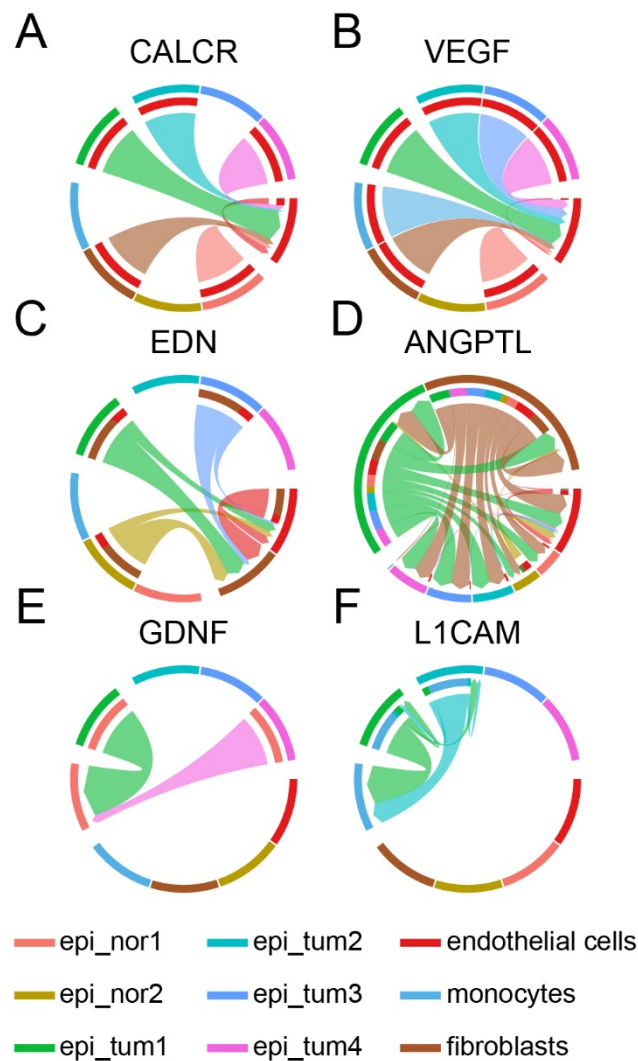 A
CALCR
B
VEGF
C
EDN
D
ANGPTL
E
GDNF
F
L1CAM
epi_nor1
epi_tum2
endothelial cells
epi_nor2
epi_tum3
monocytes
epi_tum1
epi_tum4
fibroblasts